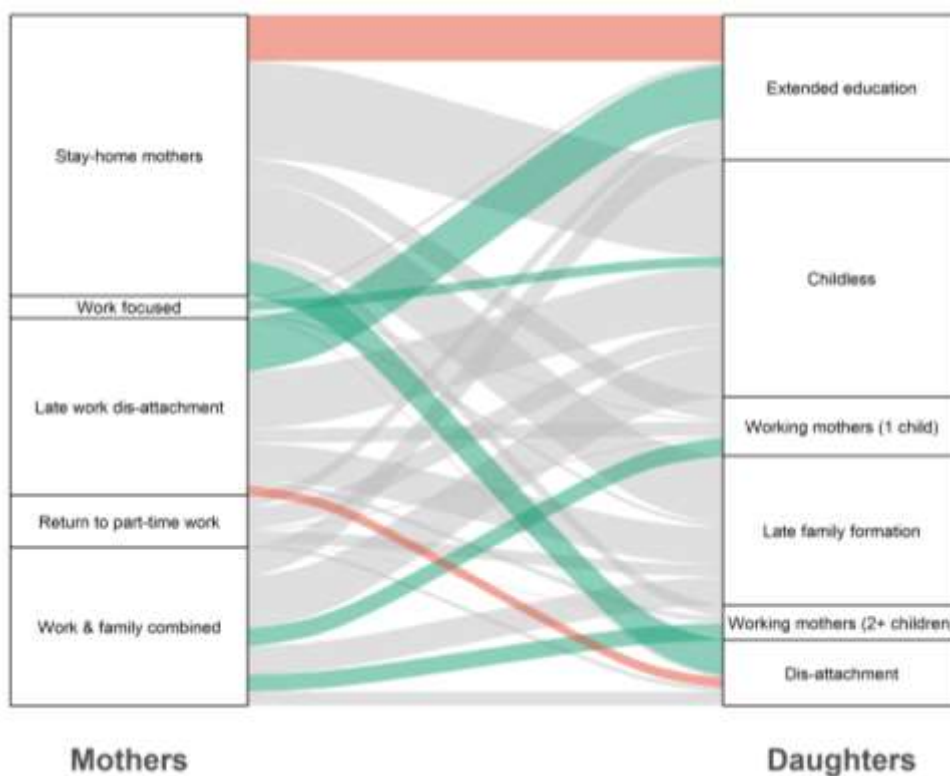 Stay-home mothers
Work focused
Late work dis-attachment
Return to part-time work
Work & family combined
Extended education
Childless
Working mothers (1 child)
Late family formation
Working mothers (2+ children
Dis-attachment
Mothers
Daughters